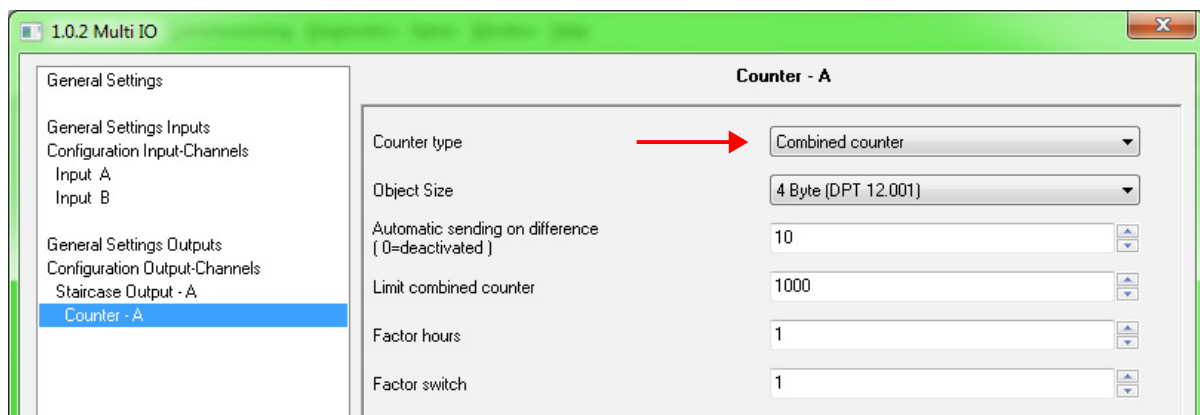 1.0.2 Multi IO
General Settings
General Settings Inputs
Configuration Input-Channels
Input A
Input B
General Settings Outputs
Configuration Output-Channels
Staircase Output - A
Counter - A
Counter - A
Counter type
Combined counter
Object Size
4 Byte (DPT 12.001)
Automatic sending on difference
( 0=deactivated )
10
Limit combined counter
1000
Factor hours
1
Factor switch
1